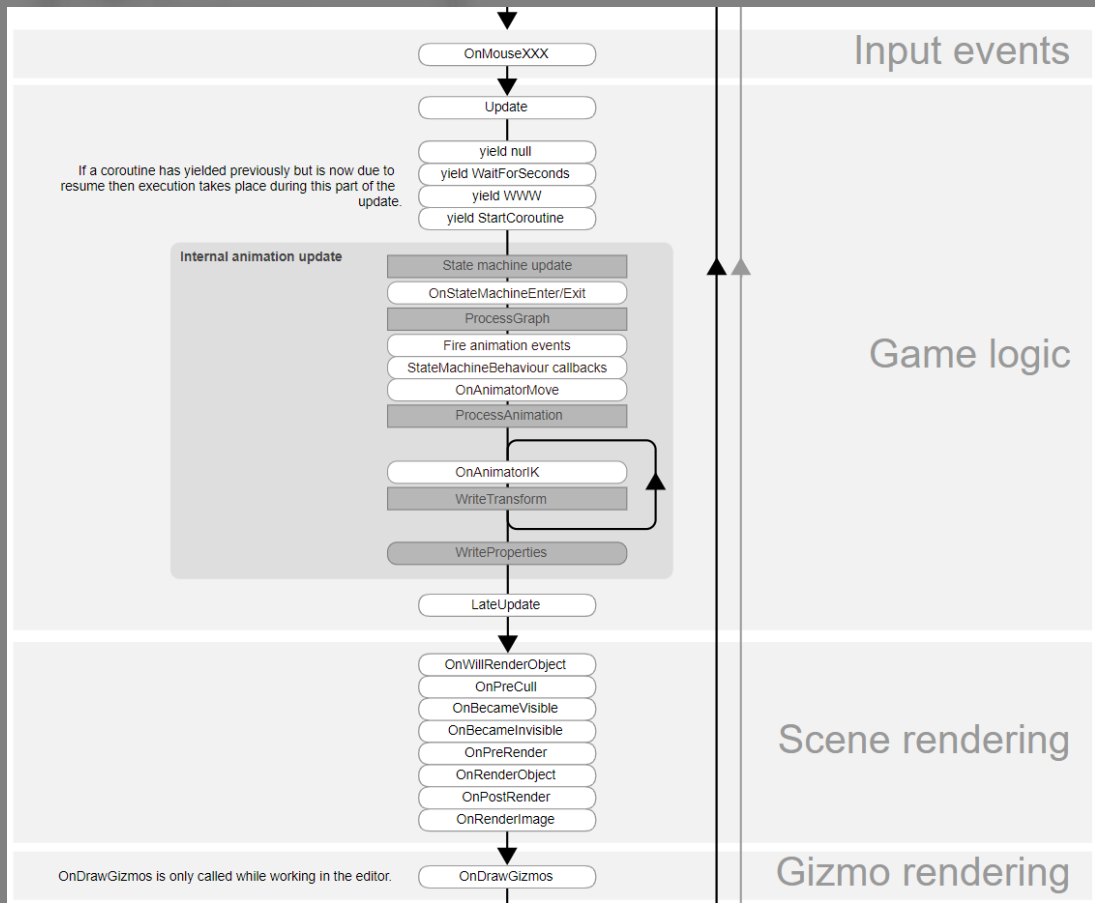 OnMouseXXX
Input events
Update
yield null
If a coroutine has yielded previously but is now due to
resume then execution takes place during this part of the
update.
yield WaitForSeconds
yield WWW
yield StartCoroutine
Internal animation update
State machine update
OnStateMachineEnter/Exit
ProcessGraph
Fire animation events
StateMachineBehaviour callbacks
OnAnimatorMove
ProcessAnimation
OnAnimatorIK
WriteTransform
WriteProperties
Game logic
LateUpdate
OnWillRenderObject
OnPreCull
OnBecameVisible
OnBecameInvisible
OnPreRender
OnRenderObject
OnPostRender
OnRenderImage
Scene rendering
OnDrawGizmos is only called while working in the editor.
OnDrawGizmos
Gizmo rendering